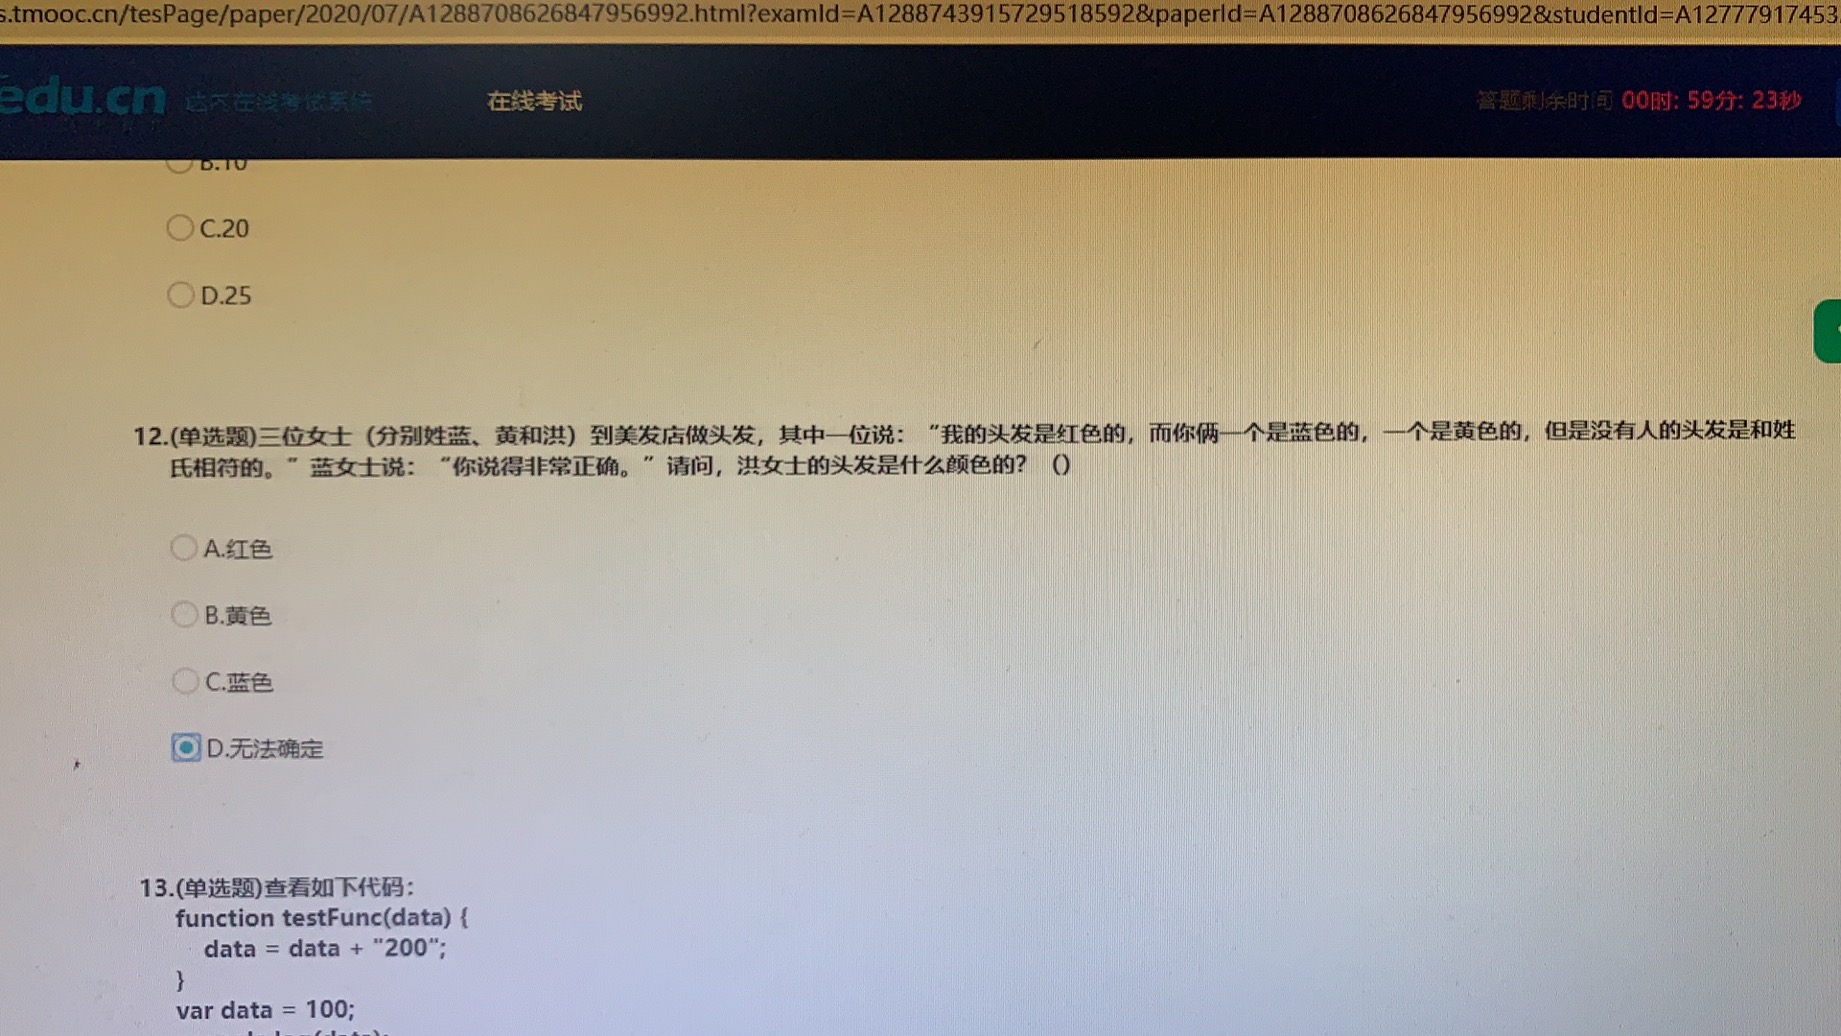 s.tmooc.cn/tesPage/paper/2020/07/A1288708626847956992.html?examId=A1288743915729518592&paperId=A1288708626847956992&studentId=A12777917453
edu.cn 达内在线考试系统 在线考试 答题剩余时间 00时: 59分: 23秒
B.10
C.20
D.25
12.(单选题)三位女士（分别姓蓝、黄和洪）到美发店做头发，其中一位说：“我的头发是红色的，而你俩一个是蓝色的，一个是黄色的，但是没有人的头发是和姓
氏相符的。”蓝女士说：“你说得非常正确。”请问，洪女士的头发是什么颜色的？()
A.红色
B.黄色
C.蓝色
D.无法确定
13.(单选题)查看如下代码：
function testFunc(data) {
data = data + "200";
}
var data = 100;